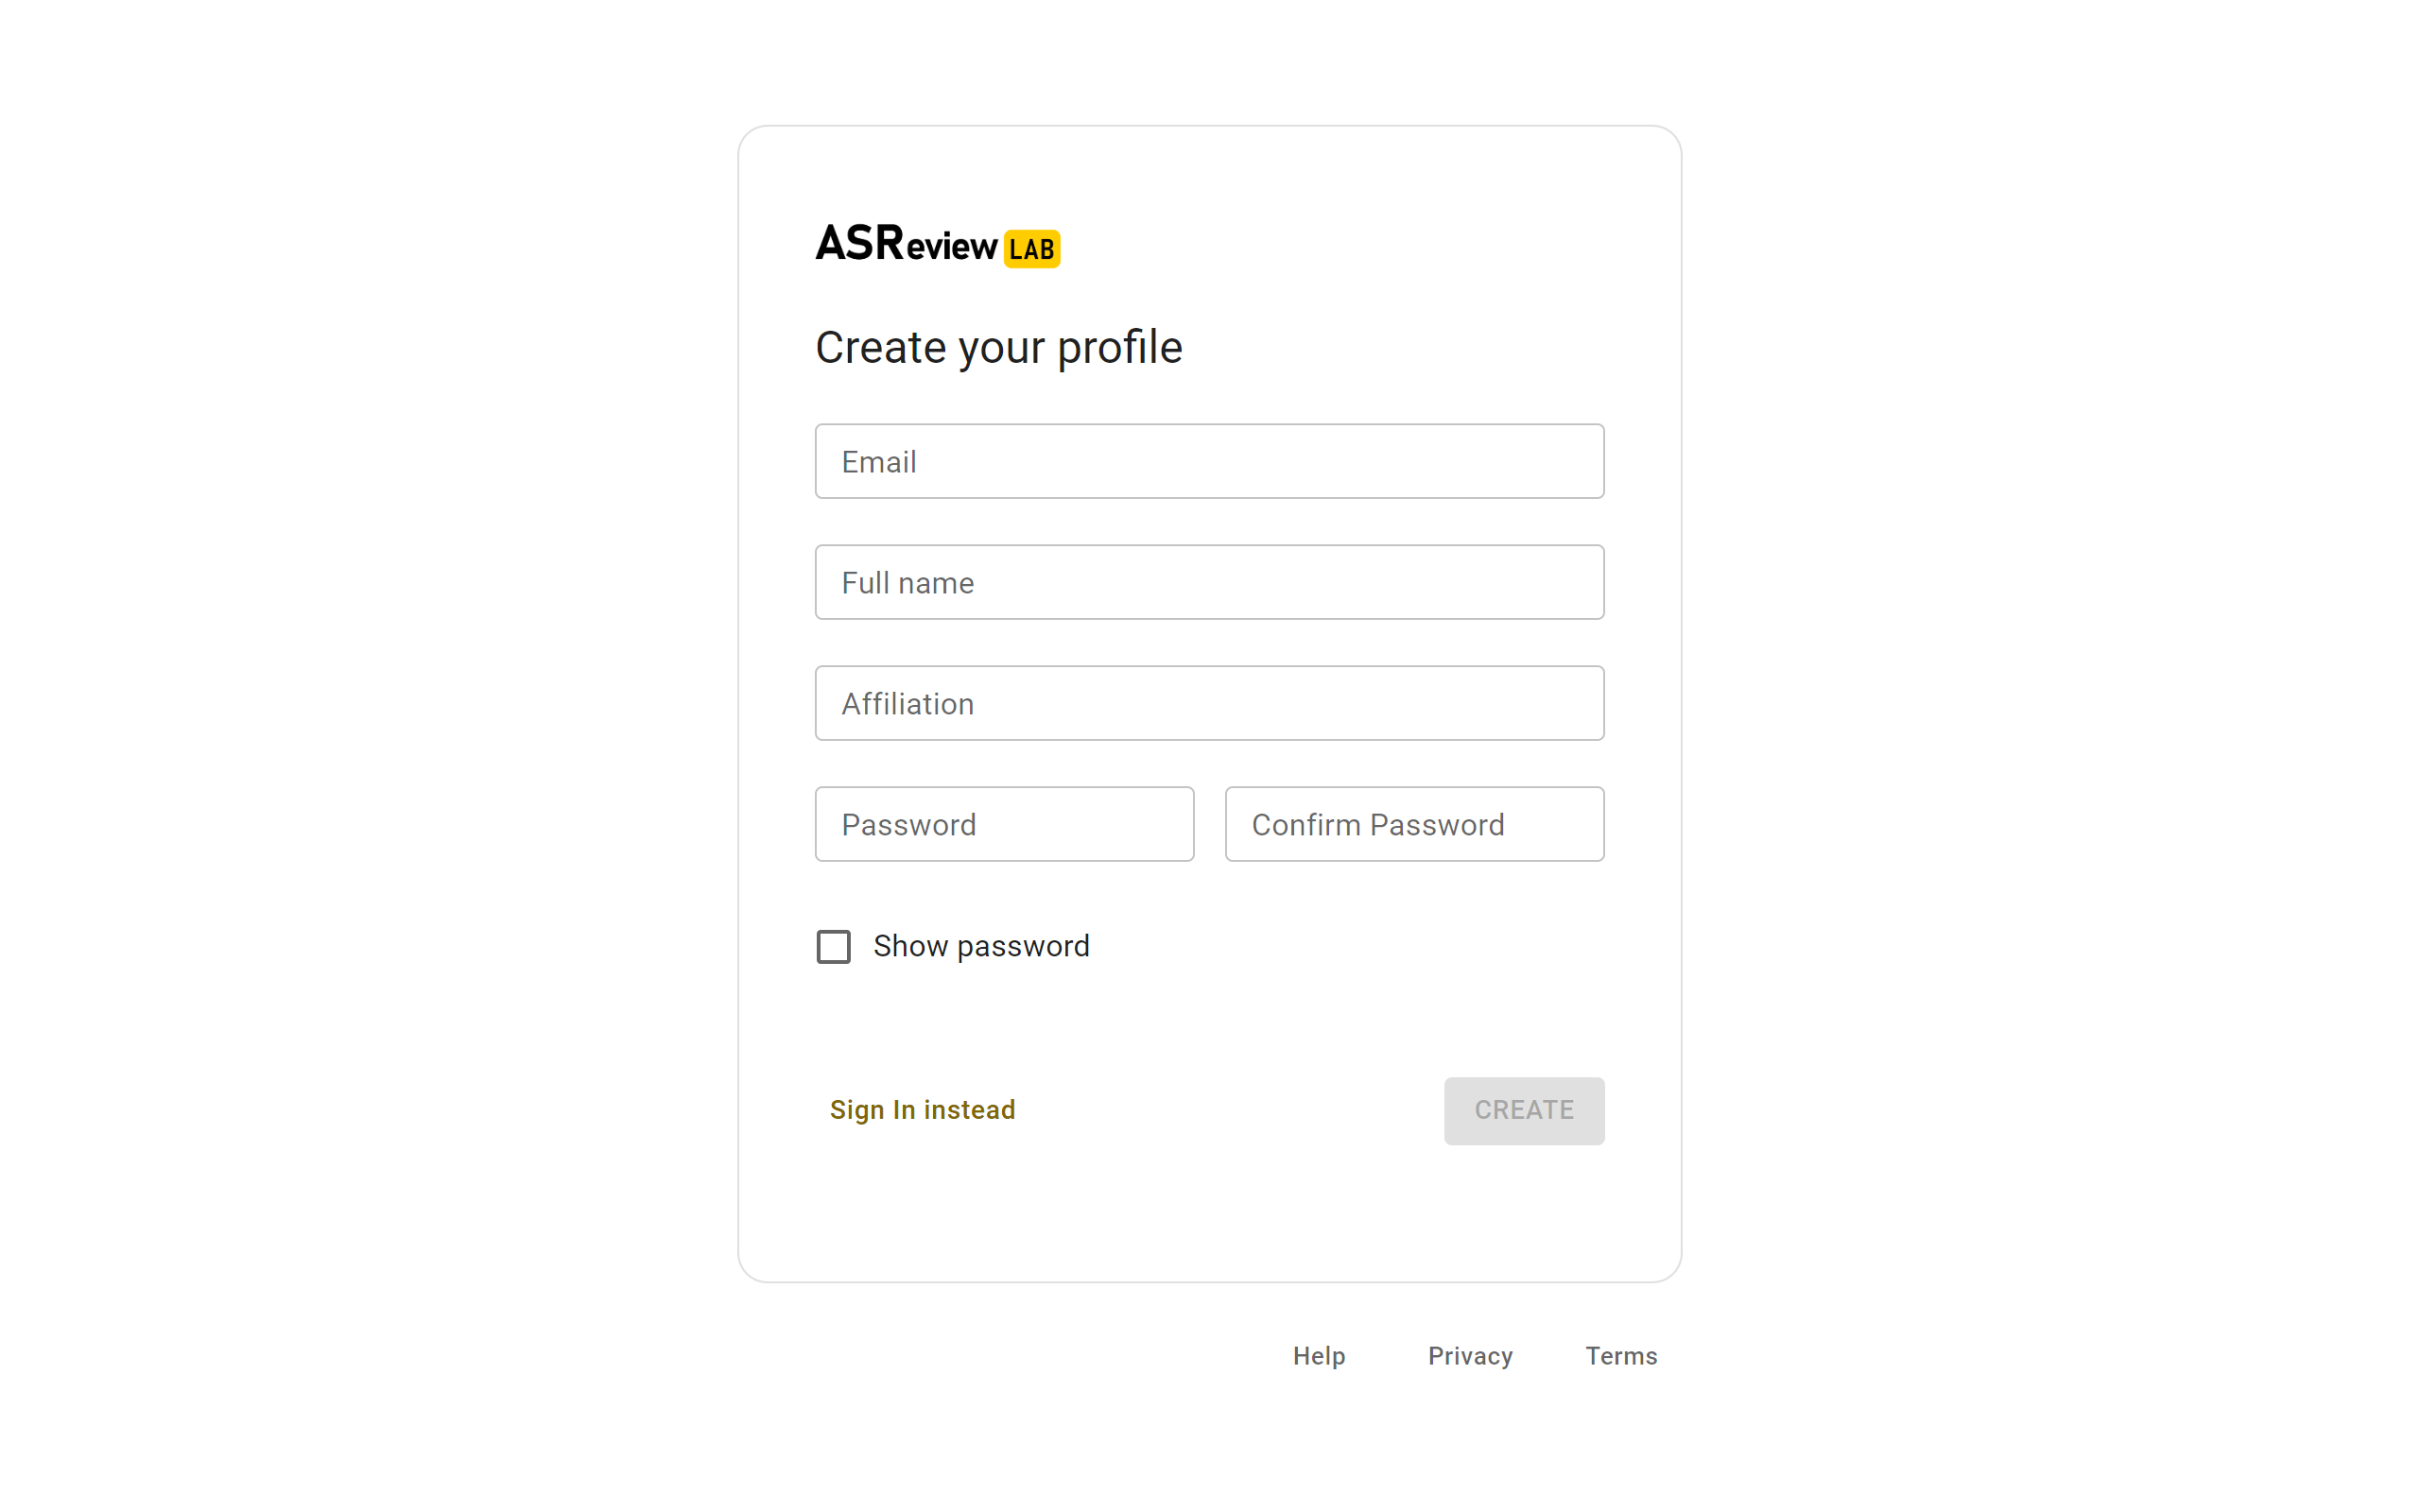 ASReview LAB
Create your profile
Email
Full name
Affiliation
Password Confirm Password
Show password
Sign In instead CREATE
Help Privacy Terms